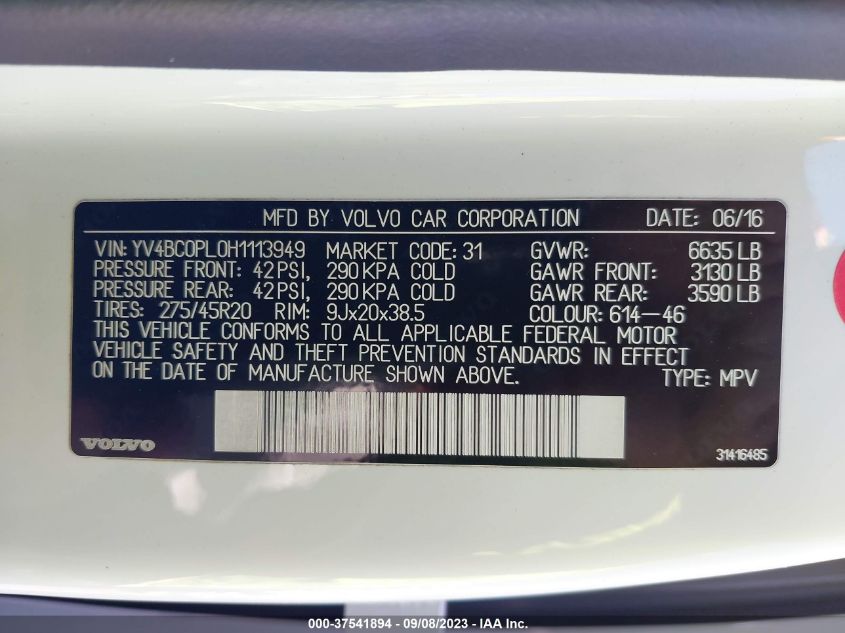 MFD BY VOLVO CAR CORPORATION DATE: 06/16
VIN: YV4BC0PL0H1113949 MARKET CODE: 31 GVWR: 6635 LB
PRESSURE FRONT: 42 PSI, 290 KPA COLD GAWR FRONT: 3130 LB
PRESSURE REAR: 42 PSI, 290 KPA COLD GAWR REAR: 3590 LB
TIRES: 275/45R20 RIM: 9Jx20x38.5 COLOUR: 614-46
THIS VEHICLE CONFORMS TO ALL APPLICABLE FEDERAL MOTOR
VEHICLE SAFETY AND THEFT PREVENTION STANDARDS IN EFFECT
ON THE DATE OF MANUFACTURE SHOWN ABOVE. TYPE: MPV
VOLVO 31416485
000-37541894 - 09/08/2023 - IAA Inc.